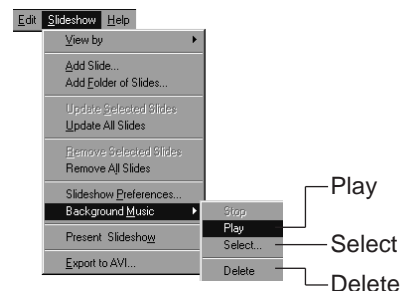 Edit Slideshow Help
View by
Add Slide...
Add Folder of Slides...
Update Selected Slides
Update All Slides
Remove Selected Slides
Remove All Slides
Slideshow Preferences...
Background Music
Present Slideshow
Export to AVI...
Stop
Play
Select...
Delete
Play
Select
Delete